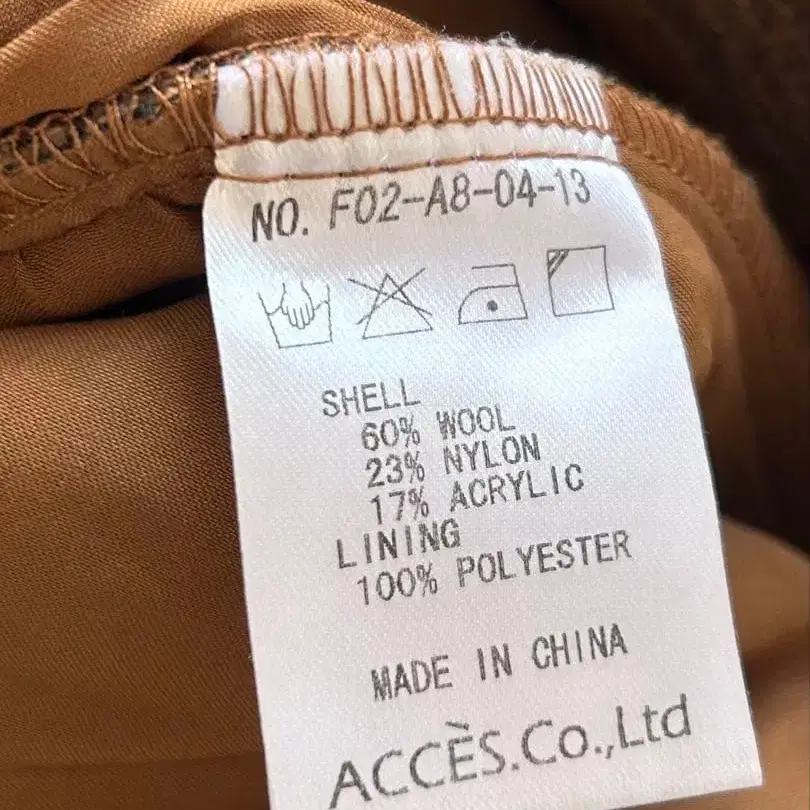 NO. F02-A8-04-13
SHELL
60% WOOL
23% NYLON
17% ACRYLIC
LINING
100% POLYESTER
MADE IN CHINA
ACCÈS.Co.,Ltd